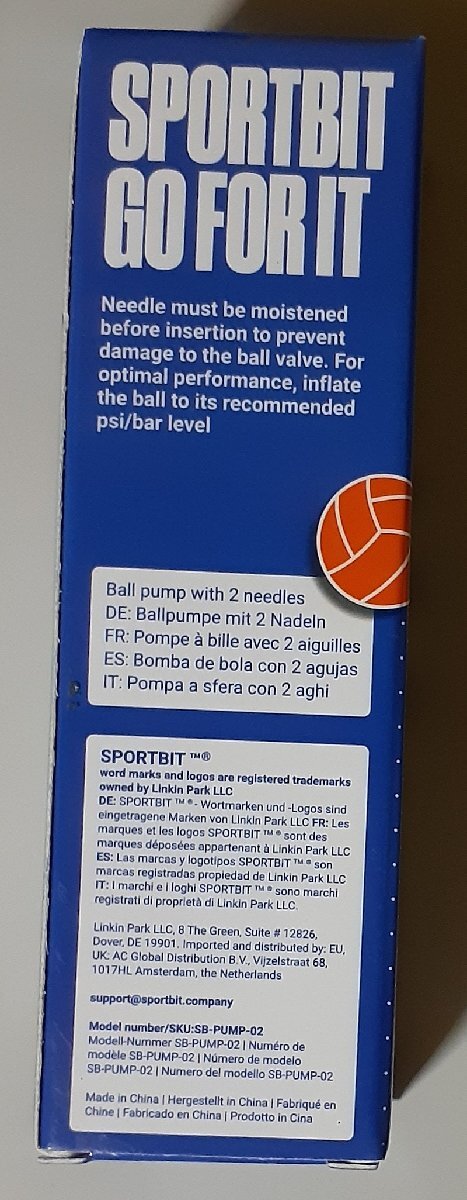 SPORTBIT
GO FOR IT
Needle must be moistened
before insertion to prevent
damage to the ball valve. For
optimal performance, inflate
the ball to its recommended
psi/bar level
Ball pump with 2 needles
DE: Ballpumpe mit 2 Nadeln
FR: Pompe à bille avec 2 aiguilles
ES: Bomba de bola con 2 agujas
IT: Pompa a sfera con 2 aghi
SPORTBIT ™®
word marks and logos are registered trademarks
owned by Linkin Park LLC
DE: SPORTBIT ™ ® - Wortmarken und -Logos sind
eingetragene Marken von Linkin Park LLC FR: Les
marques et les logos SPORTBIT ™ ® sont des
marques déposées appartenant à Linkin Park LLC
ES: Las marcas y logotipos SPORTBIT ™ ® son
marcas registradas propiedad de Linkin Park LLC
IT: I marchi e i loghi SPORTBIT ™ ® sono marchi
registrati di proprietà di Linkin Park LLC.
Linkin Park LLC, 8 The Green, Suite # 12826,
Dover, DE 19901. Imported and distributed by: EU,
UK: AC Global Distribution B.V., Vijzelstraat 68,
1017HL Amsterdam, the Netherlands
support@sportbit.company
Model number/SKU:SB-PUMP-02
Modell-Nummer SB-PUMP-02 | Numéro de
modèle SB-PUMP-02 | Número de modelo
SB-PUMP-02 | Numero del modello SB-PUMP-02
Made in China | Hergestellt in China | Fabriqué en
Chine | Fabricado en China | Prodotto in Cina